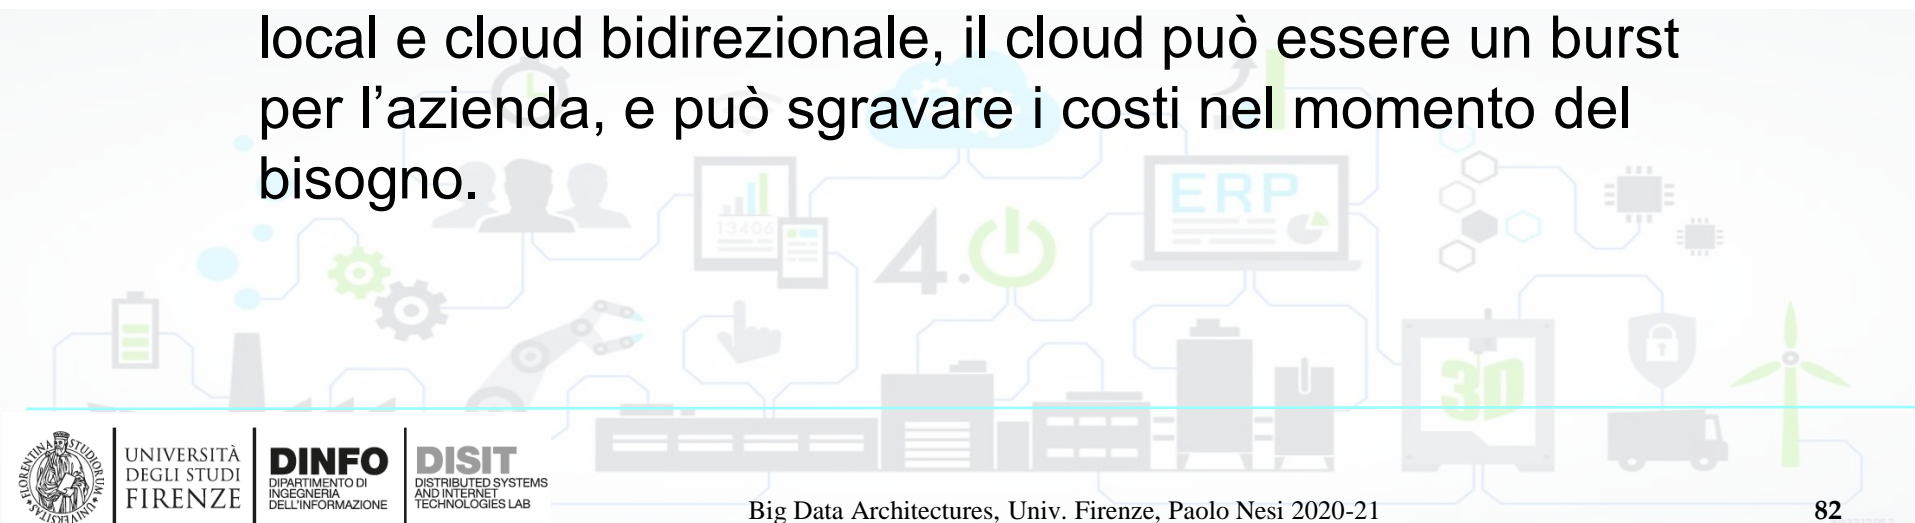 local e cloud bidirezionale, il cloud può essere un burst
per l’azienda, e può sgravare i costi nel momento del
bisogno.
ERP
13406
4.0
3D
UNIVERSITÀ
DEGLI STUDI
FIRENZE
DINFO
DIPARTIMENTO DI
INGEGNERIA
DELL'INFORMAZIONE
DISIT
DISTRIBUTED SYSTEMS
AND INTERNET
TECHNOLOGIES LAB
Big Data Architectures, Univ. Firenze, Paolo Nesi 2020-21
82